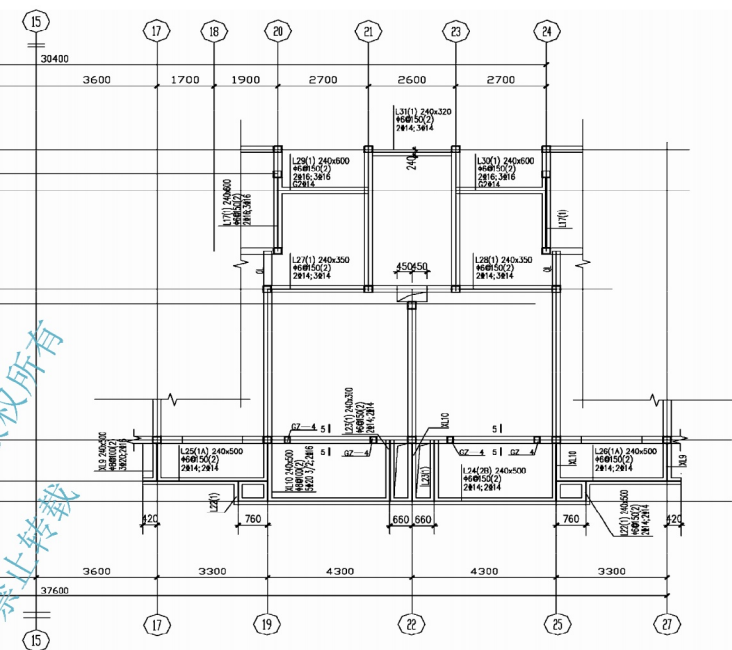 15 17 18 20 21 23 24
30400
3600 1700 1900 2700 2600 2700
L31(1) 240x320
ϕ6@150(2)
2ϕ14;3ϕ14
240
L29(1) 240x600
ϕ6@150(2)
2ϕ16;3ϕ16
G2ϕ14
L30(1) 240x600
ϕ6@150(2)
2ϕ16;3ϕ16
G2ϕ14
L17(1) 240x600
ϕ6@150(2)
2ϕ16;3ϕ16
L17(1)
L27(1) 240x350
ϕ6@150(2)
2ϕ14;3ϕ14
L28(1) 240x350
ϕ6@150(2)
2ϕ14;3ϕ14
QL
QL
450 450
权所有
禁止转载
L23(1) 240x310
ϕ6@150(2)
2ϕ14;2ϕ14
XL10
GZ—4 5
5
GZ—4 5
GZ—4 5 GZ—4
XL9 240x500
ϕ8@100(2)
3ϕ20;2ϕ16
L25(1A) 240x500
ϕ6@150(2)
2ϕ14;2ϕ14
XL10 240x500
ϕ8@100(2)
5ϕ20 3/2;2ϕ16
L23(1)
L24(2B) 240x500
ϕ6@150(2)
2ϕ14;2ϕ14
XL10
L26(1A) 240x500
ϕ6@150(2)
2ϕ14;2ϕ14
XL9
L22(1)
L22(1) 240x500
ϕ6@150(2)
2ϕ14;2ϕ14
420 760 660 660 760 420
3600 3300 4300 4300 3300
37600
15 17 19 22 25 27